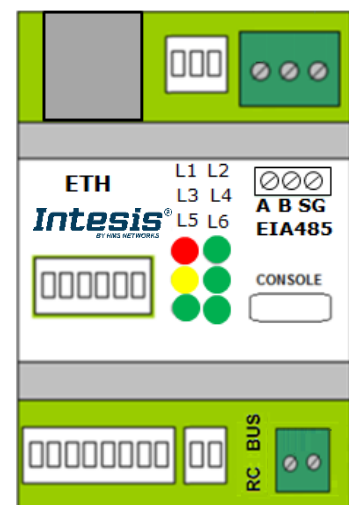 ETH
L1 L2
L3 L4
L5 L6
Intesis®
BY HMS NETWORKS
A B SG
EIA485
CONSOLE
RC BUS